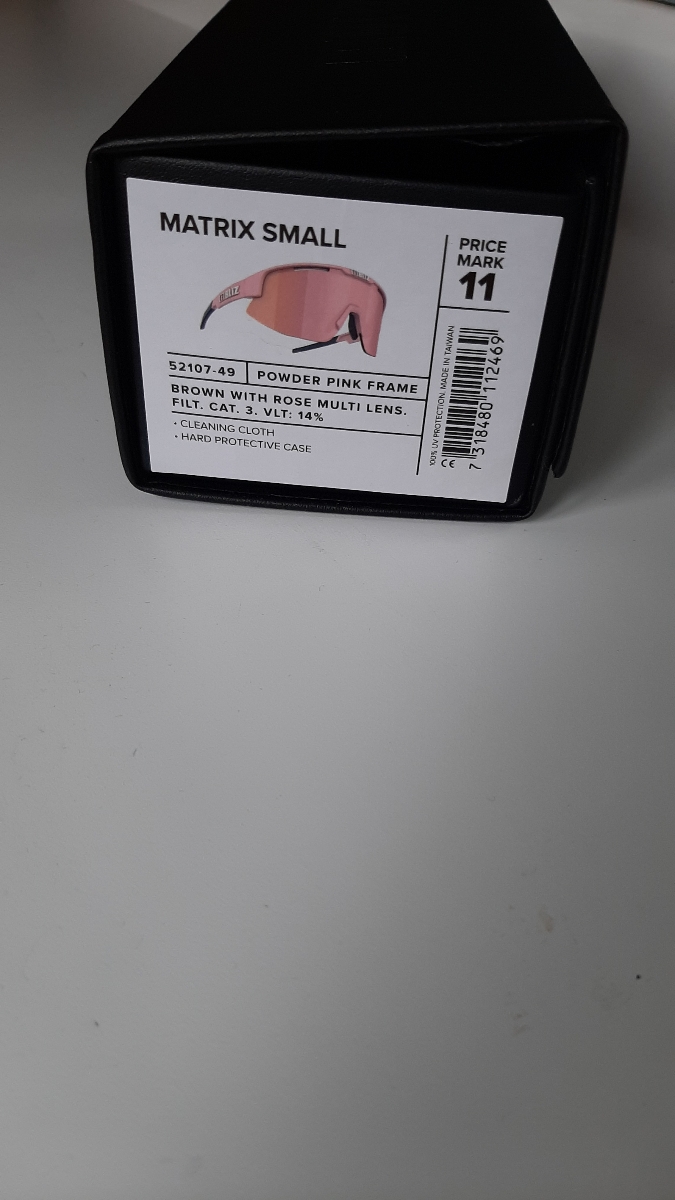 MATRIX SMALL
BLIZ
52107-49
POWDER PINK FRAME
BROWN WITH ROSE MULTI LENS.
FILT. CAT. 3. VLT: 14%
• CLEANING CLOTH
• HARD PROTECTIVE CASE
PRICE
MARK
11
100% UV PROTECTION. MADE IN TAIWAN
CE
7 318480 112469